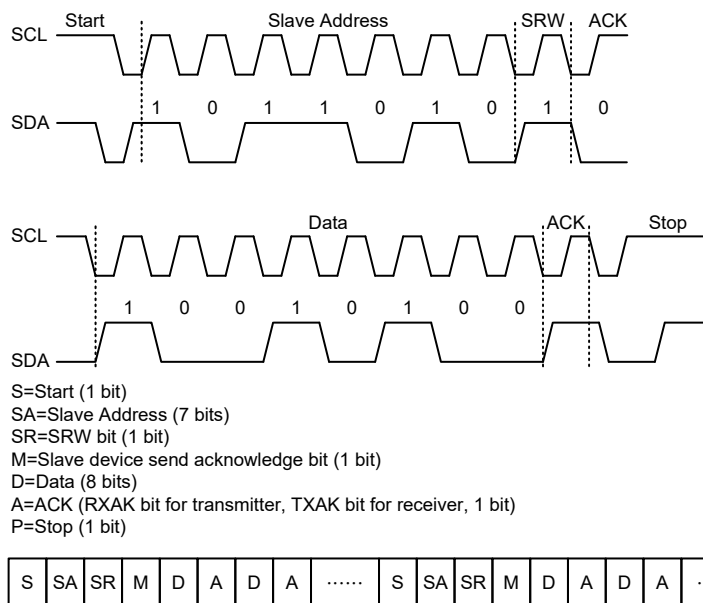 Start Slave Address SRW ACK
SCL
1 0 1 1 0 1 0 1 0
SDA
Data ACK Stop
SCL
1 0 0 1 0 1 0 0
SDA
S=Start (1 bit)
SA=Slave Address (7 bits)
SR=SRW bit (1 bit)
M=Slave device send acknowledge bit (1 bit)
D=Data (8 bits)
A=ACK (RXAK bit for transmitter, TXAK bit for receiver, 1 bit)
P=Stop (1 bit)
S SA SR M D A D A ······ S SA SR M D A D A